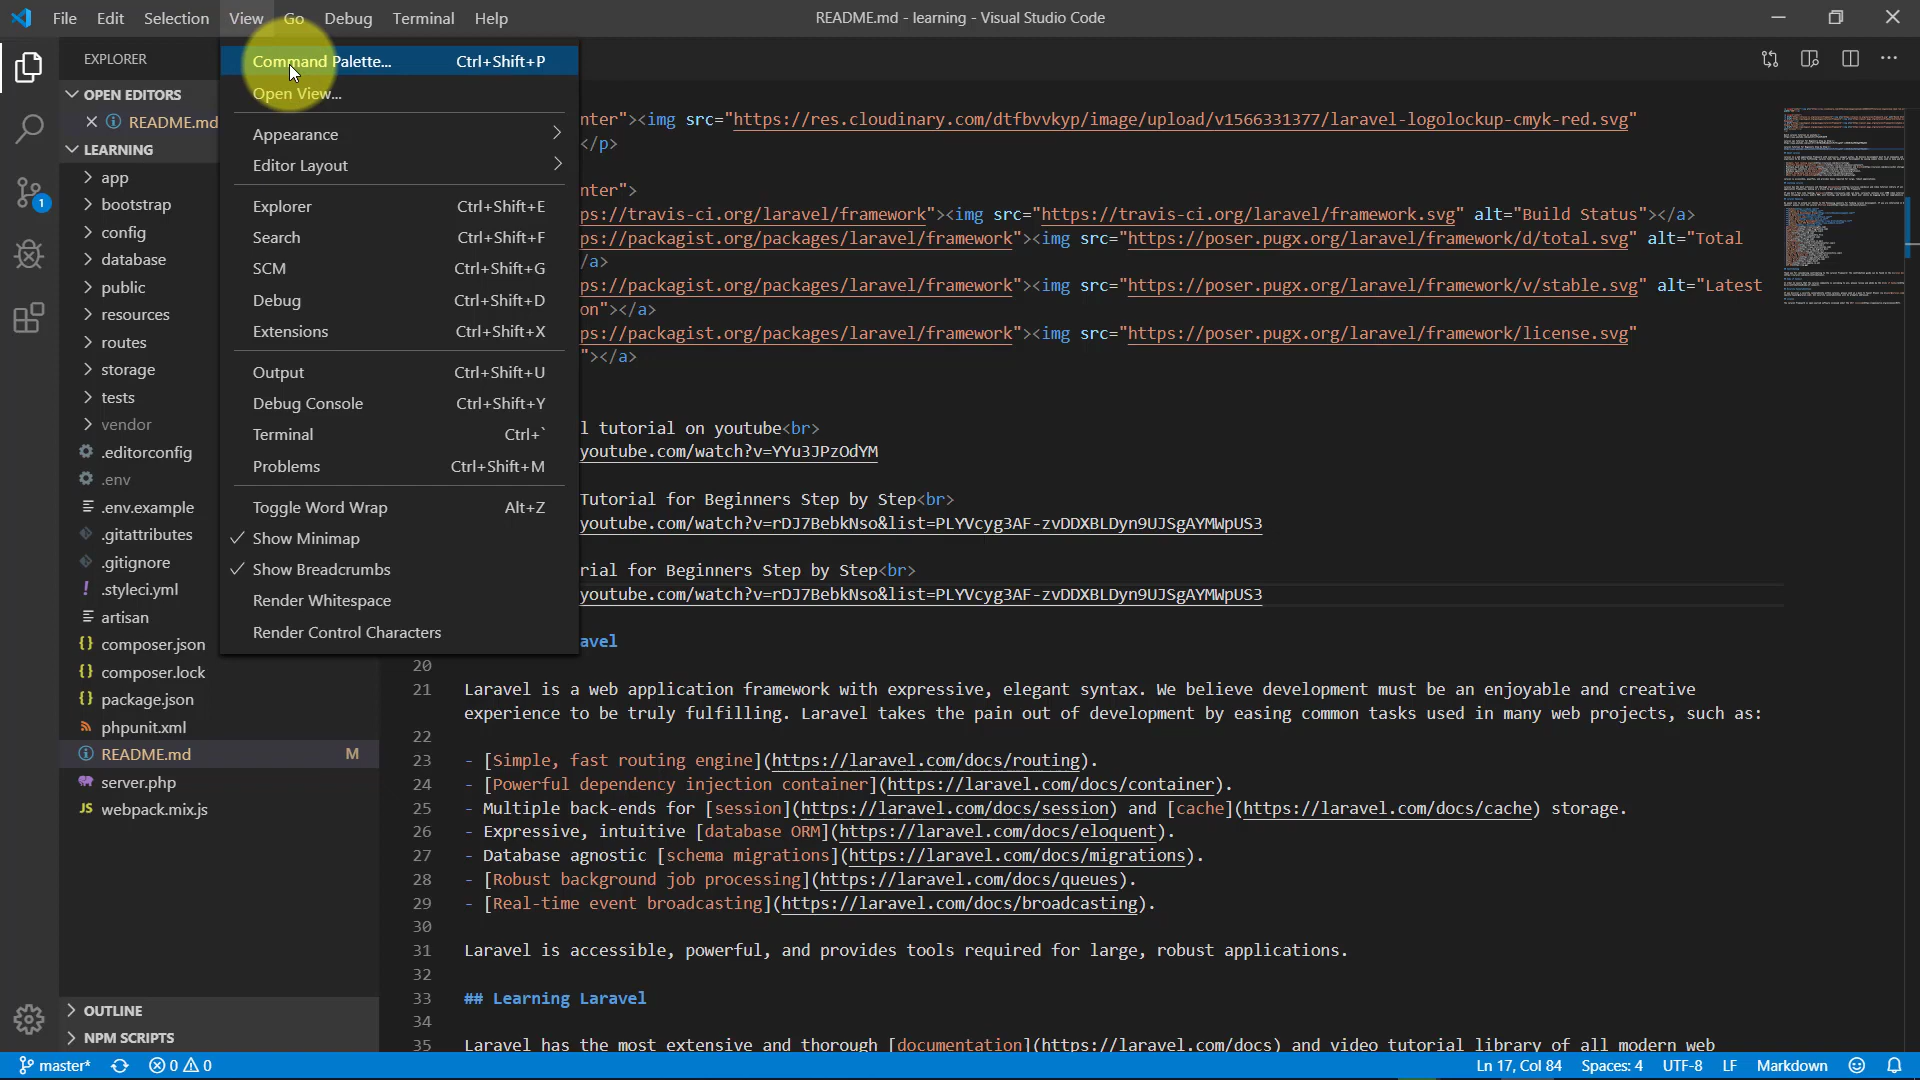 File Edit Selection View Go Debug Terminal Help
README.md - learning - Visual Studio Code
EXPLORER
OPEN EDITORS
README.md
LEARNING
app
bootstrap
config
database
public
resources
routes
storage
tests
vendor
.editorconfig
.env
.env.example
.gitattributes
.gitignore
.styleci.yml
artisan
composer.json
composer.lock
package.json
phpunit.xml
README.md M
server.php
JS webpack.mix.js
OUTLINE
NPM SCRIPTS
Command Palette... Ctrl+Shift+P
Open View...
Appearance
Editor Layout
Explorer Ctrl+Shift+E
Search Ctrl+Shift+F
SCM Ctrl+Shift+G
Debug Ctrl+Shift+D
Extensions Ctrl+Shift+X
Output Ctrl+Shift+U
Debug Console Ctrl+Shift+Y
Terminal Ctrl+`
Problems Ctrl+Shift+M
Toggle Word Wrap Alt+Z
Show Minimap
Show Breadcrumbs
Render Whitespace
Render Control Characters
nter"><img src="https://res.cloudinary.com/dtfbvvkyp/image/upload/v1566331377/laravel-logolockup-cmyk-red.svg"
</p>
nter">
ps://travis-ci.org/laravel/framework"><img src="https://travis-ci.org/laravel/framework.svg" alt="Build Status"></a>
ps://packagist.org/packages/laravel/framework"><img src="https://poser.pugx.org/laravel/framework/d/total.svg" alt="Total
/a>
ps://packagist.org/packages/laravel/framework"><img src="https://poser.pugx.org/laravel/framework/v/stable.svg" alt="Latest
on"></a>
ps://packagist.org/packages/laravel/framework"><img src="https://poser.pugx.org/laravel/framework/license.svg"
"></a>
l tutorial on youtube<br>
youtube.com/watch?v=YYu3JPzOdYM
Tutorial for Beginners Step by Step<br>
youtube.com/watch?v=rDJ7BebkNso&list=PLYVcyg3AF-zvDDXBLDyn9UJSgAYMWpUS3
rial for Beginners Step by Step<br>
youtube.com/watch?v=rDJ7BebkNso&list=PLYVcyg3AF-zvDDXBLDyn9UJSgAYMWpUS3
avel
20
21 Laravel is a web application framework with expressive, elegant syntax. We believe development must be an enjoyable and creative
experience to be truly fulfilling. Laravel takes the pain out of development by easing common tasks used in many web projects, such as:
22
23 - [Simple, fast routing engine](https://laravel.com/docs/routing).
24 - [Powerful dependency injection container](https://laravel.com/docs/container).
25 - Multiple back-ends for [session](https://laravel.com/docs/session) and [cache](https://laravel.com/docs/cache) storage.
26 - Expressive, intuitive [database ORM](https://laravel.com/docs/eloquent).
27 - Database agnostic [schema migrations](https://laravel.com/docs/migrations).
28 - [Robust background job processing](https://laravel.com/docs/queues).
29 - [Real-time event broadcasting](https://laravel.com/docs/broadcasting).
30
31 Laravel is accessible, powerful, and provides tools required for large, robust applications.
32
33 ## Learning Laravel
34
35 Laravel has the most extensive and thorough [documentation](https://laravel.com/docs) and video tutorial library of all modern web
1
master* 0 0
Ln 17, Col 84 Spaces: 4 UTF-8 LF Markdown